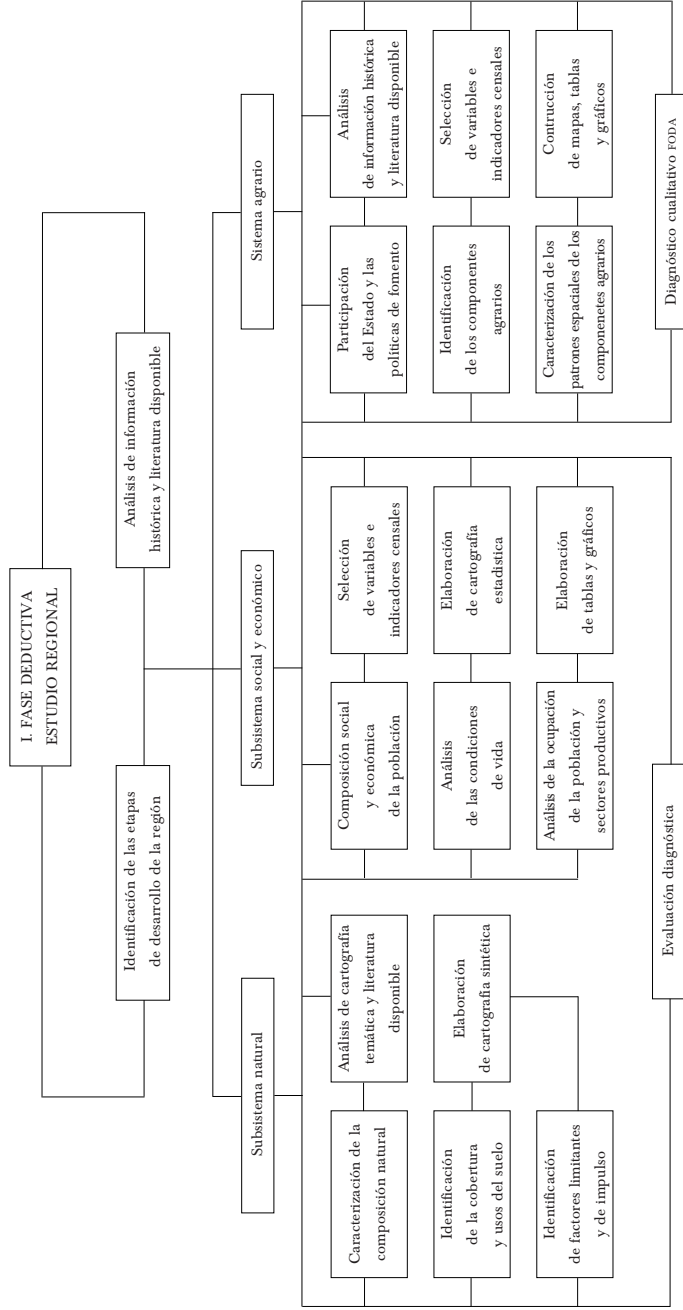 I. FASE DEDUCTIVA
ESTUDIO REGIONAL
Identificación de las etapas
de desarrollo de la región
Análisis de información
histórica y literatura disponible
Subsistema natural
Subsistema social y económico
Sistema agrario
Caracterización de la
composición natural
Análisis de cartografía
temática y literatura
disponible
Identificación
de la cobertura
y usos del suelo
Elaboración
de cartografía sintética
Identificación
de factores limitantes
y de impulso
Composición social
y económica
de la población
Selección
de variables e
indicadores censales
Análisis
de las condiciones
de vida
Elaboración
de cartografía
estadística
Análisis de la ocupación
de la población y
sectores productivos
Elaboración
de tablas y gráficos
Participación
del Estado y las
políticas de fomento
Análisis
de información histórica
y literatura disponible
Identificación
de los componentes
agrarios
Selección
de variables e
indicadores censales
Caracterización de los
patrones espaciales de los
componenetes agrarios
Contrucción
de mapas, tablas
y gráficos
Evaluación diagnóstica
Diagnóstico cualitativo FODA